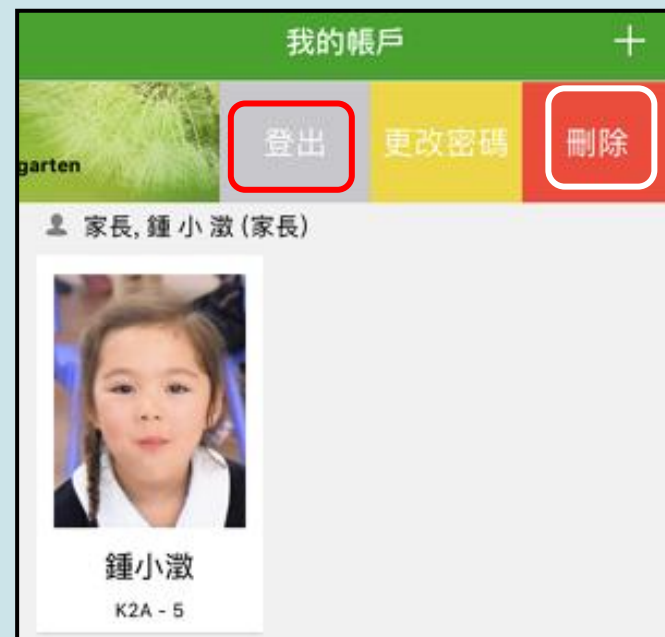 我的帳戶
garten 登出 更改密碼 刪除
家長, 鍾小澂 (家長)
鍾小澂
K2A - 5